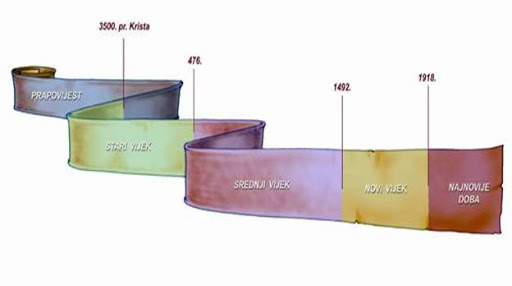 3500. pr. Krista
476.
1492.
1918.
PRAPOVIJEST
STARI VIJEK
SREDNJI VIJEK
NOVI VIJEK
NAJNOVIJE
DOBA